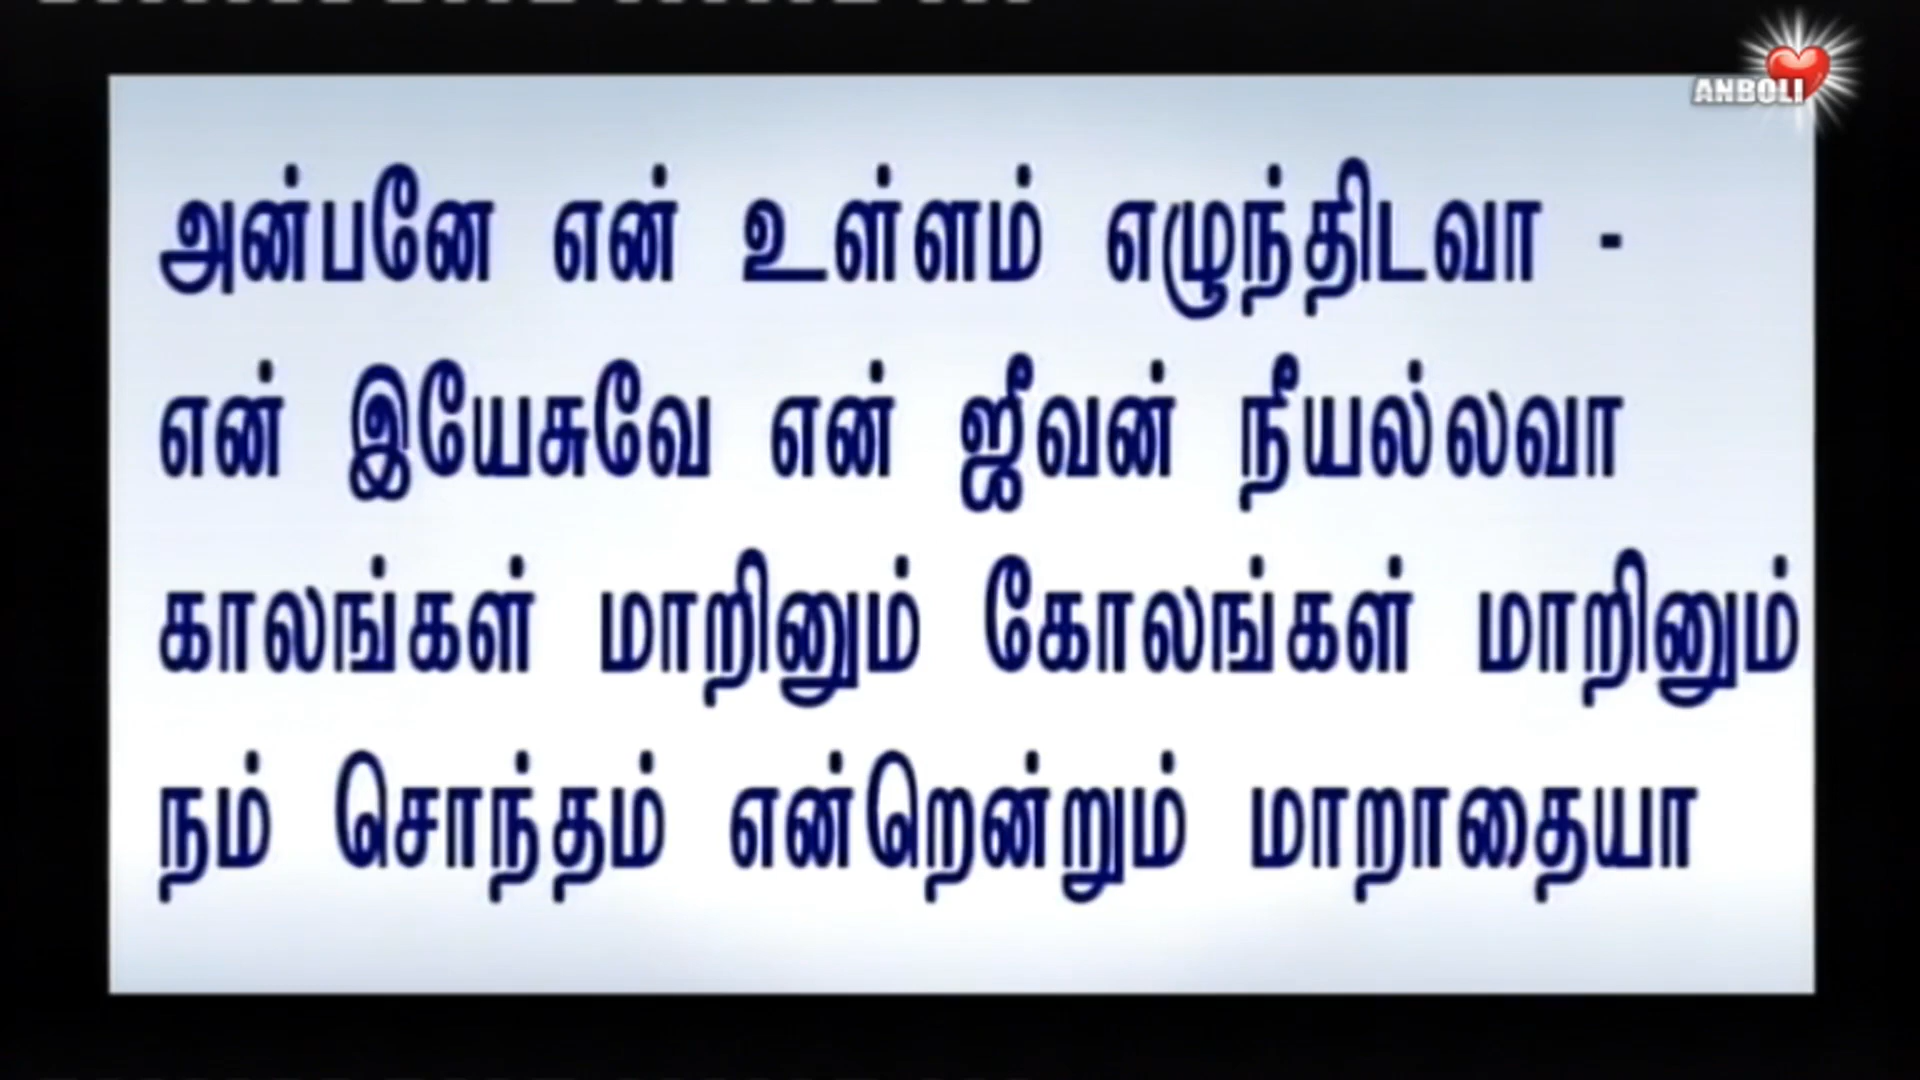 ANBOLI
அன்பனே என் உள்ளம் எழுந்திடவா -
என் இயேசுவே என் ஜீவன் நீயல்லவா
காலங்கள் மாறினும் கோலங்கள் மாறினும்
நம் சொந்தம் என்றென்றும் மாறாதையா